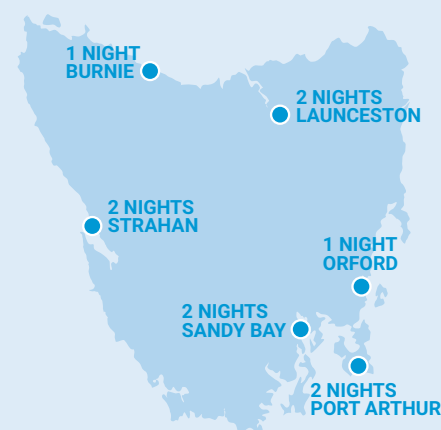 1 NIGHT
BURNIE
2 NIGHTS
LAUNCESTON
2 NIGHTS
STRAHAN
1 NIGHT
ORFORD
2 NIGHTS
SANDY BAY
2 NIGHTS
PORT ARTHUR